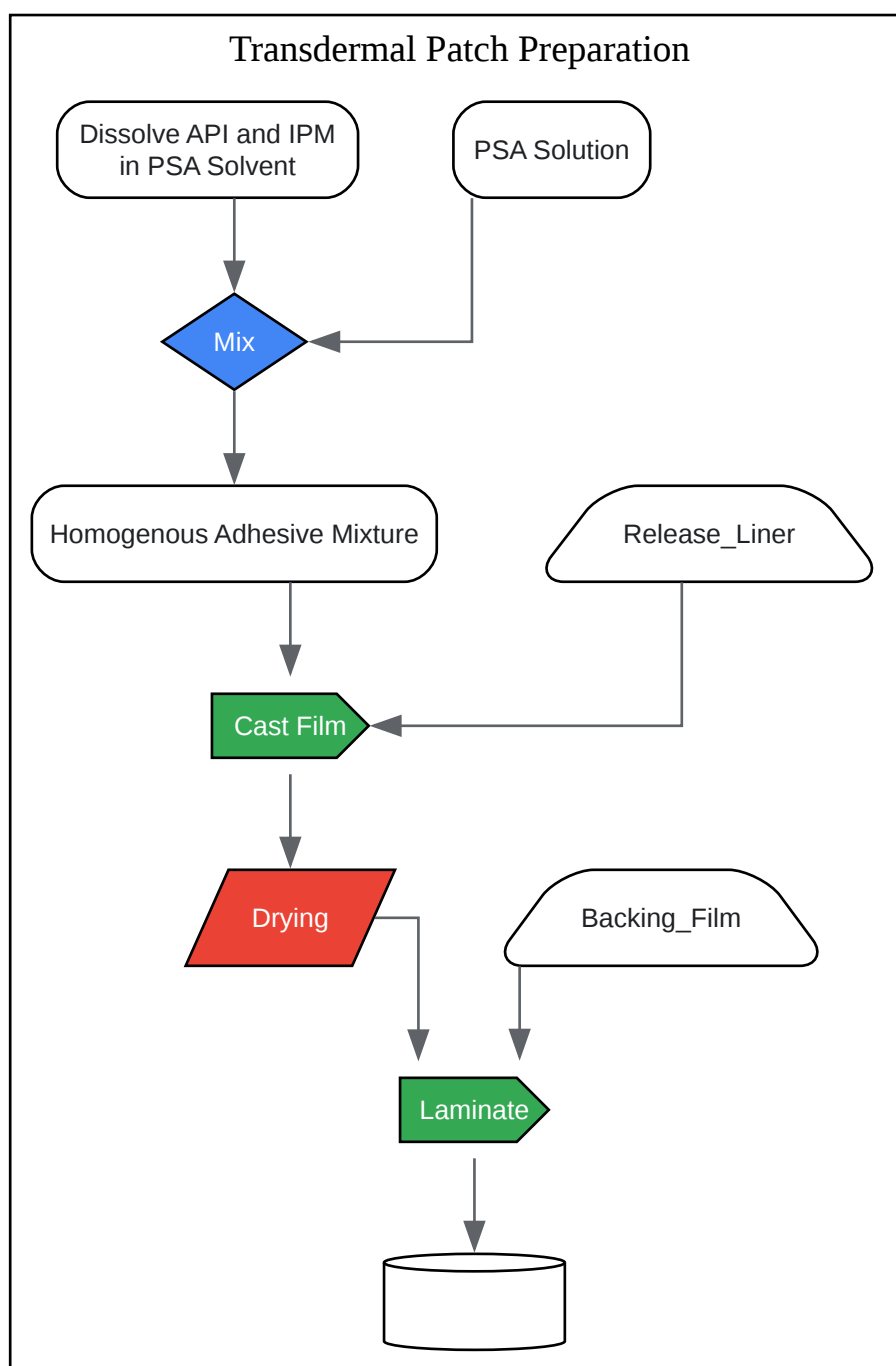 Transdermal Patch Preparation
Dissolve API and IPM
in PSA Solvent
PSA Solution
Mix
Homogenous Adhesive Mixture
Release_Liner
Cast Film
Drying
Backing_Film
Laminate